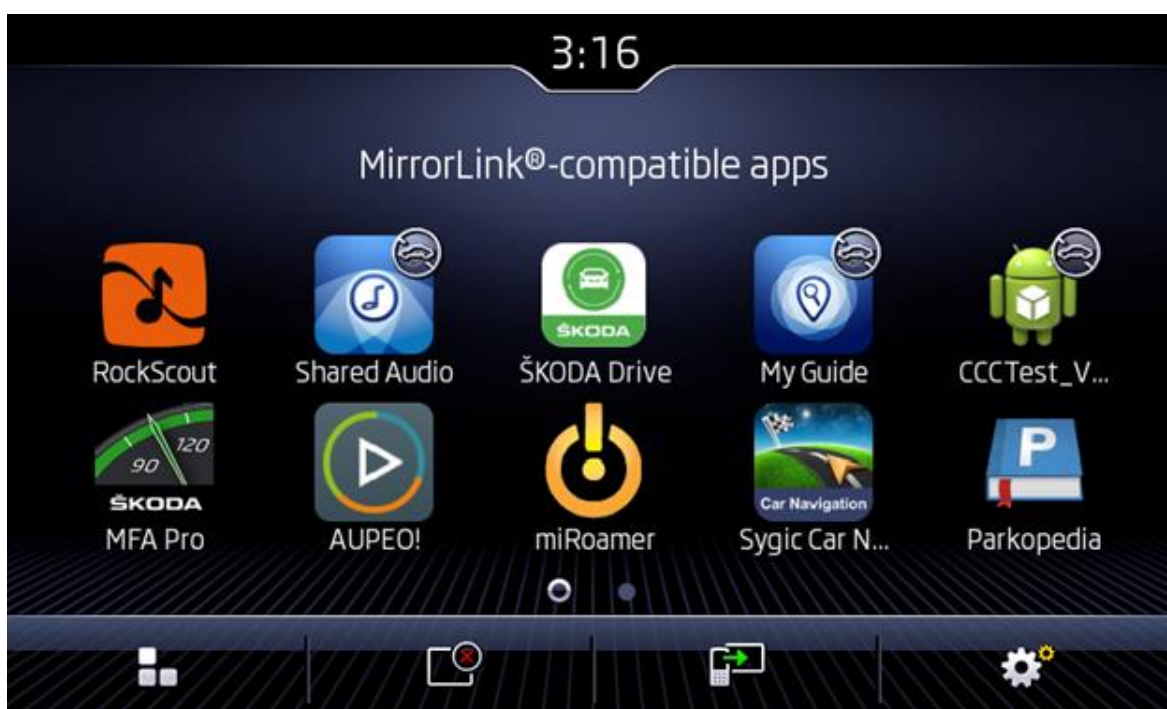 3:16
MirrorLink®-compatible apps
ŠKODA
RockScout Shared Audio ŠKODA Drive My Guide CCCTest_V...
90 120 P
ŠKODA Car Navigation
MFA Pro AUPEO! miRoamer Sygic Car N... Parkopedia